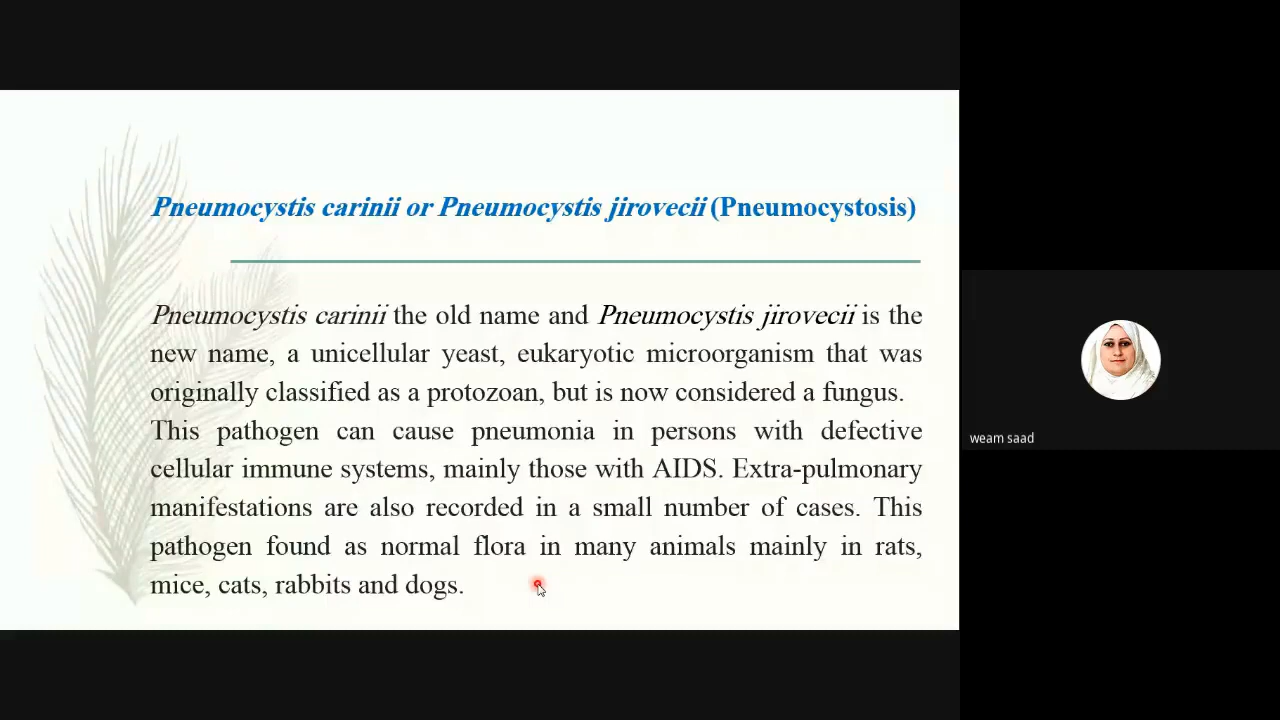 Pneumocystis carinii or Pneumocystis jirovecii (Pneumocystosis)
Pneumocystis carinii the old name and Pneumocystis jirovecii is the
new name, a unicellular yeast, eukaryotic microorganism that was
originally classified as a protozoan, but is now considered a fungus.
This pathogen can cause pneumonia in persons with defective
cellular immune systems, mainly those with AIDS. Extra-pulmonary
manifestations are also recorded in a small number of cases. This
pathogen found as normal flora in many animals mainly in rats,
mice, cats, rabbits and dogs.
weam saad